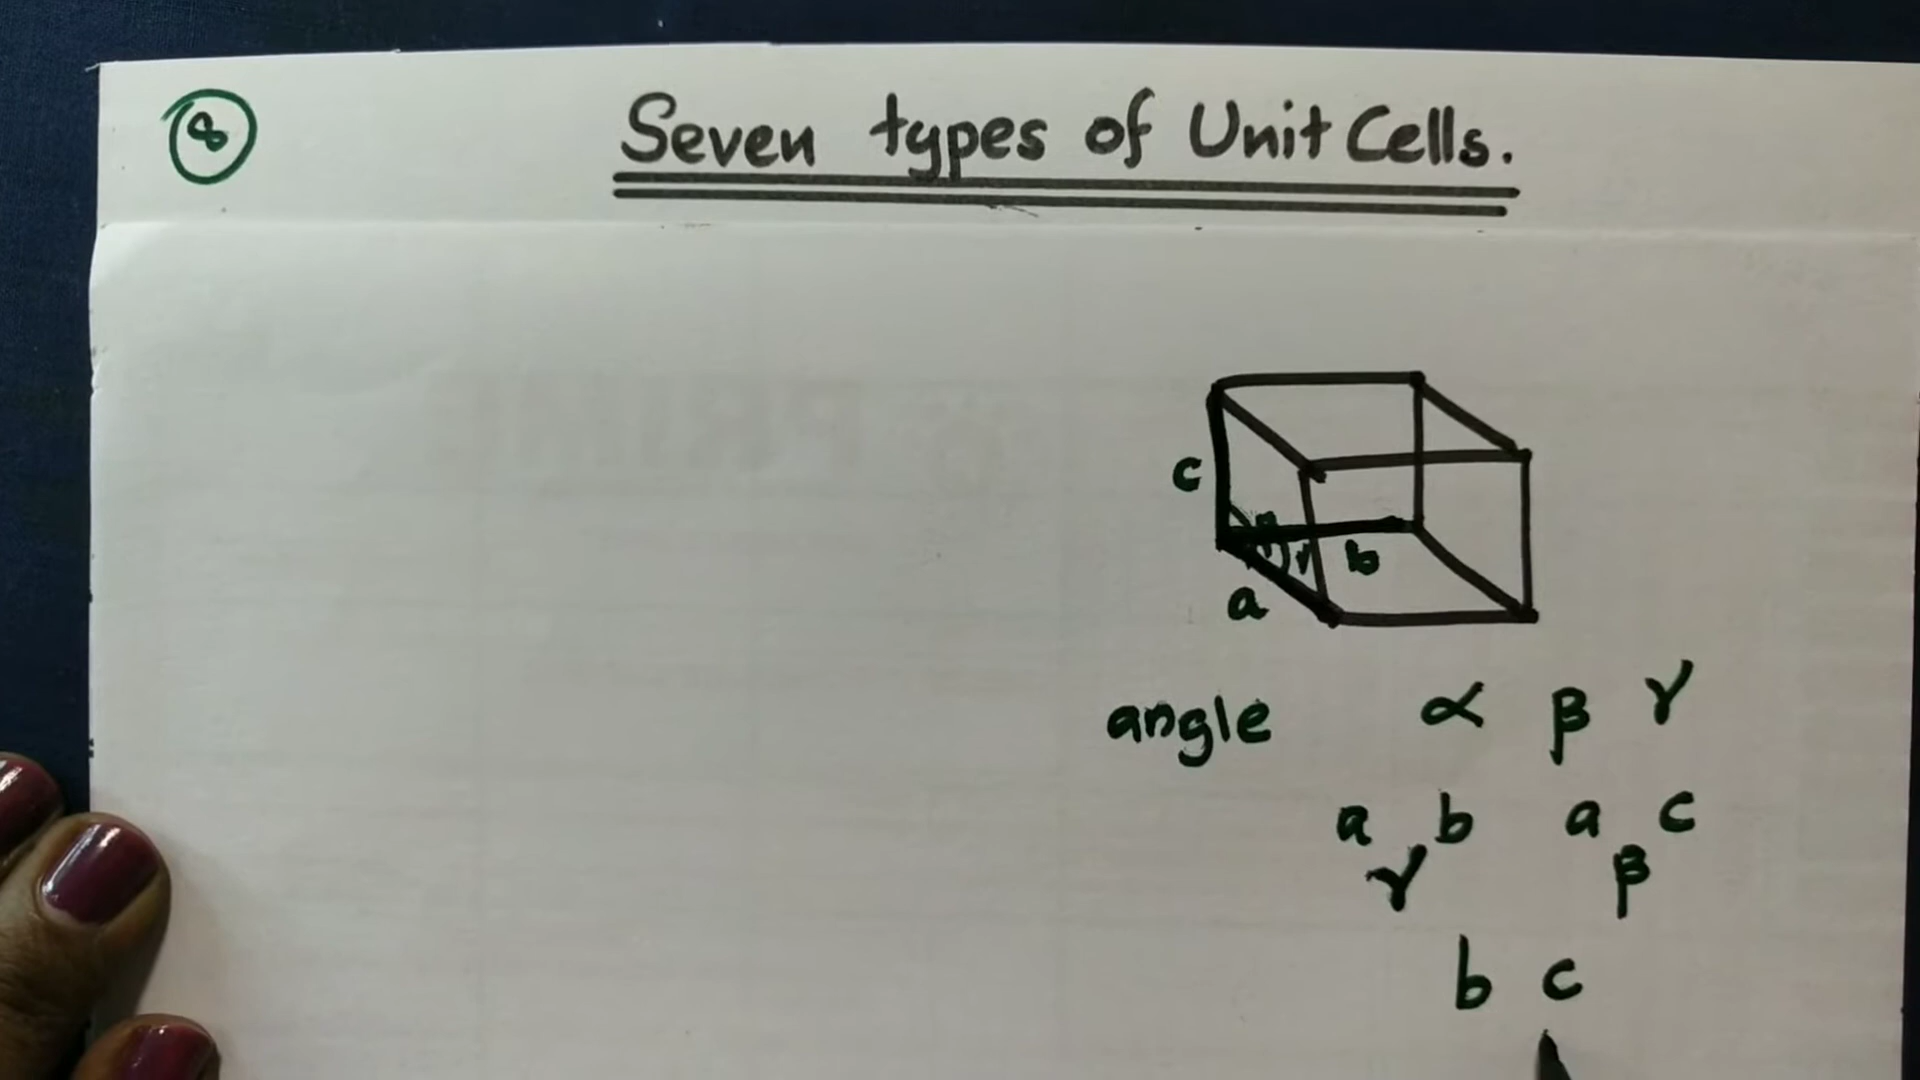 8
Seven types of Unit Cells.
c
b
a
angle α β γ
a b a c
γ β
b c